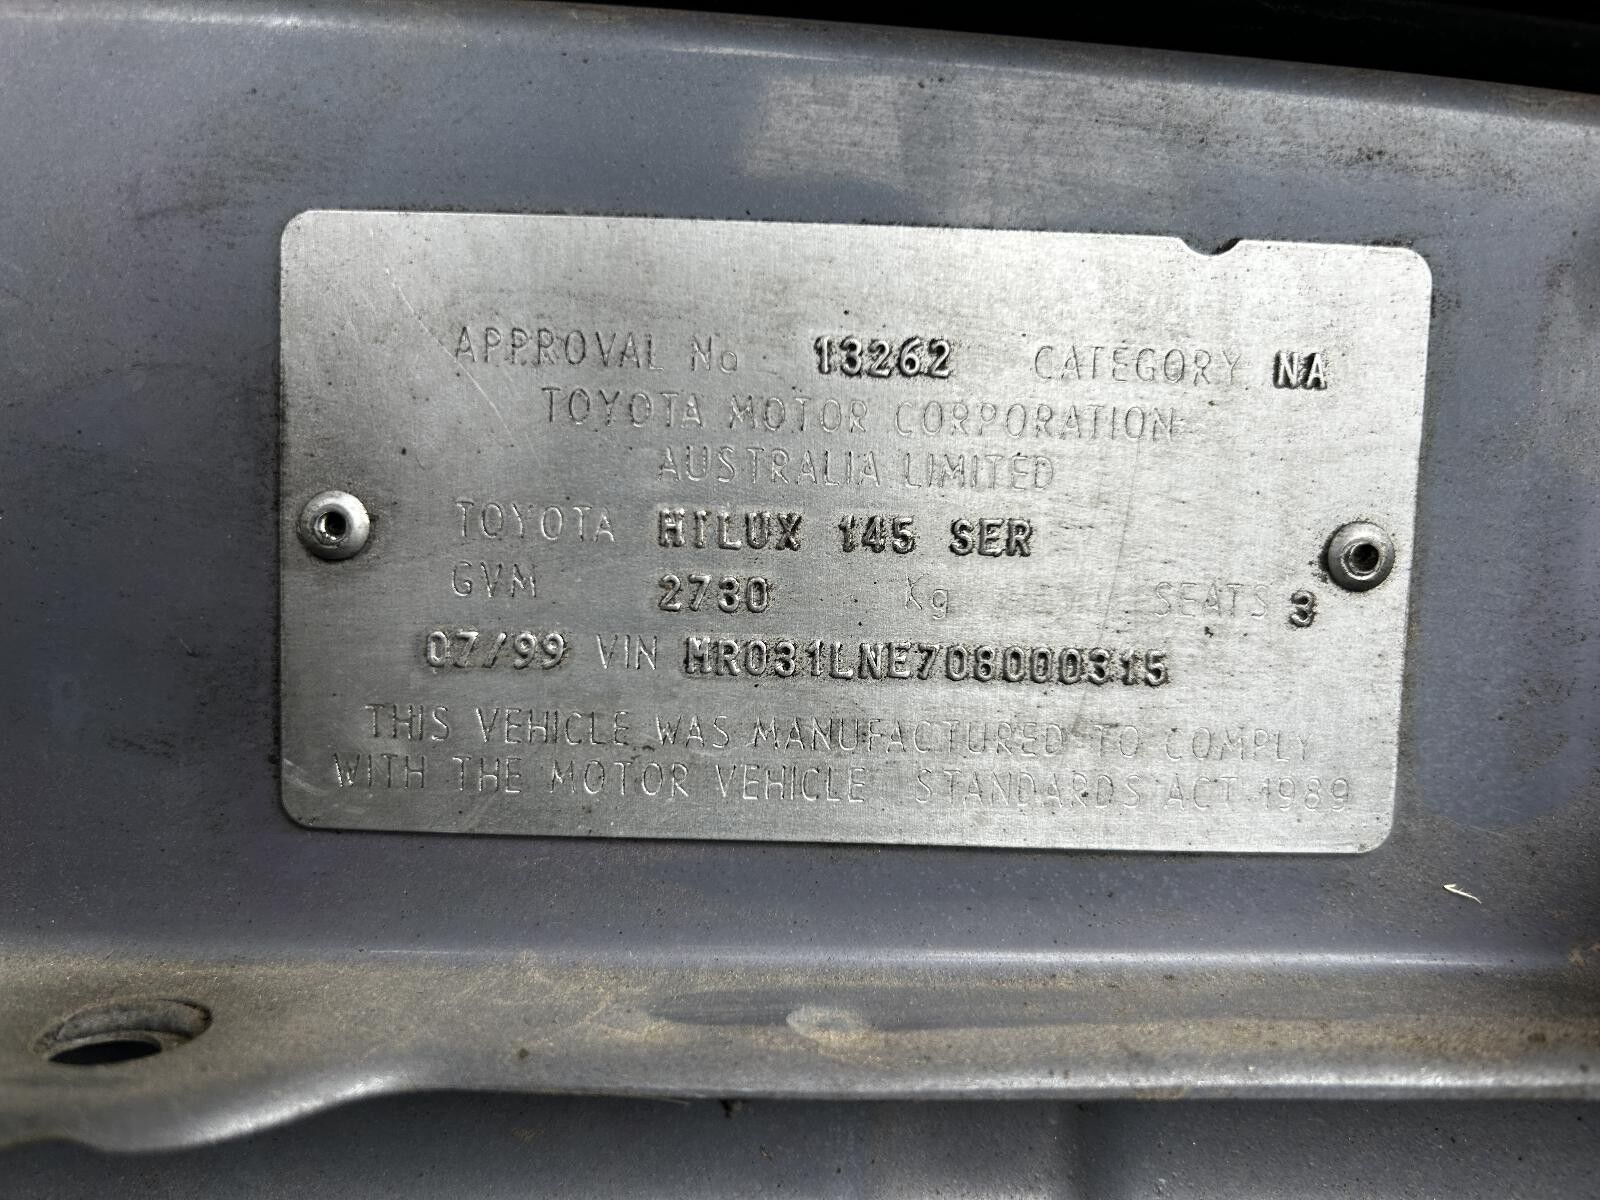 APPROVAL No 13262 CATEGORY NA
TOYOTA MOTOR CORPORATION
AUSTRALIA LIMITED
TOYOTA HILUX 145 SER
GVM 2730 Kg SEATS 3
07/99 VIN MR031LNE708000315
THIS VEHICLE WAS MANUFACTURED TO COMPLY
WITH THE MOTOR VEHICLE STANDARDS ACT 1989